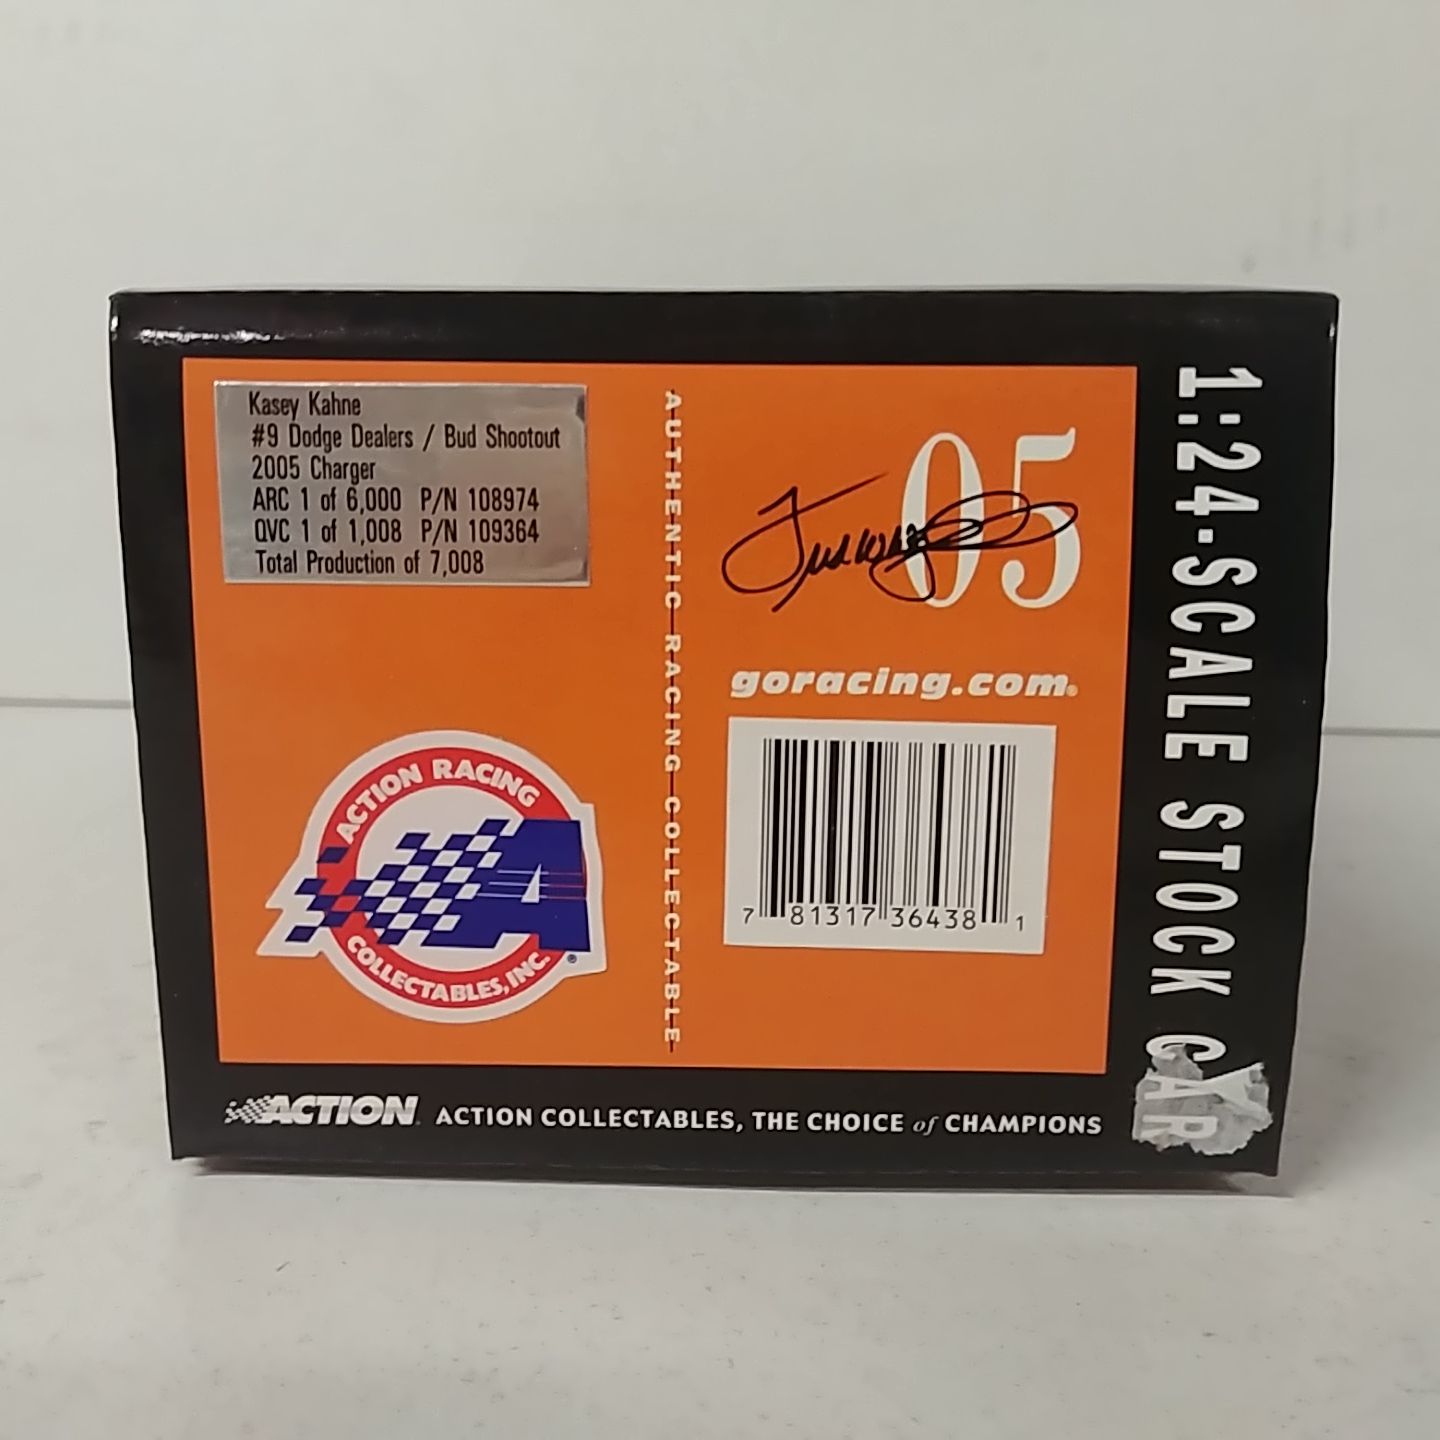 Kasey Kahne
#9 Dodge Dealers / Bud Shootout
2005 Charger
ARC 1 of 6,000 P/N 108974
QVC 1 of 1,008 P/N 109364
Total Production of 7,008
AUTHENTIC RACING COLLECTABLE
05
goracing.com®
7 81317 36438 1
ACTION RACING
A
COLLECTABLES, INC.®
ACTION ACTION COLLECTABLES, THE CHOICE of CHAMPIONS
1:24-SCALE STOCK CAR